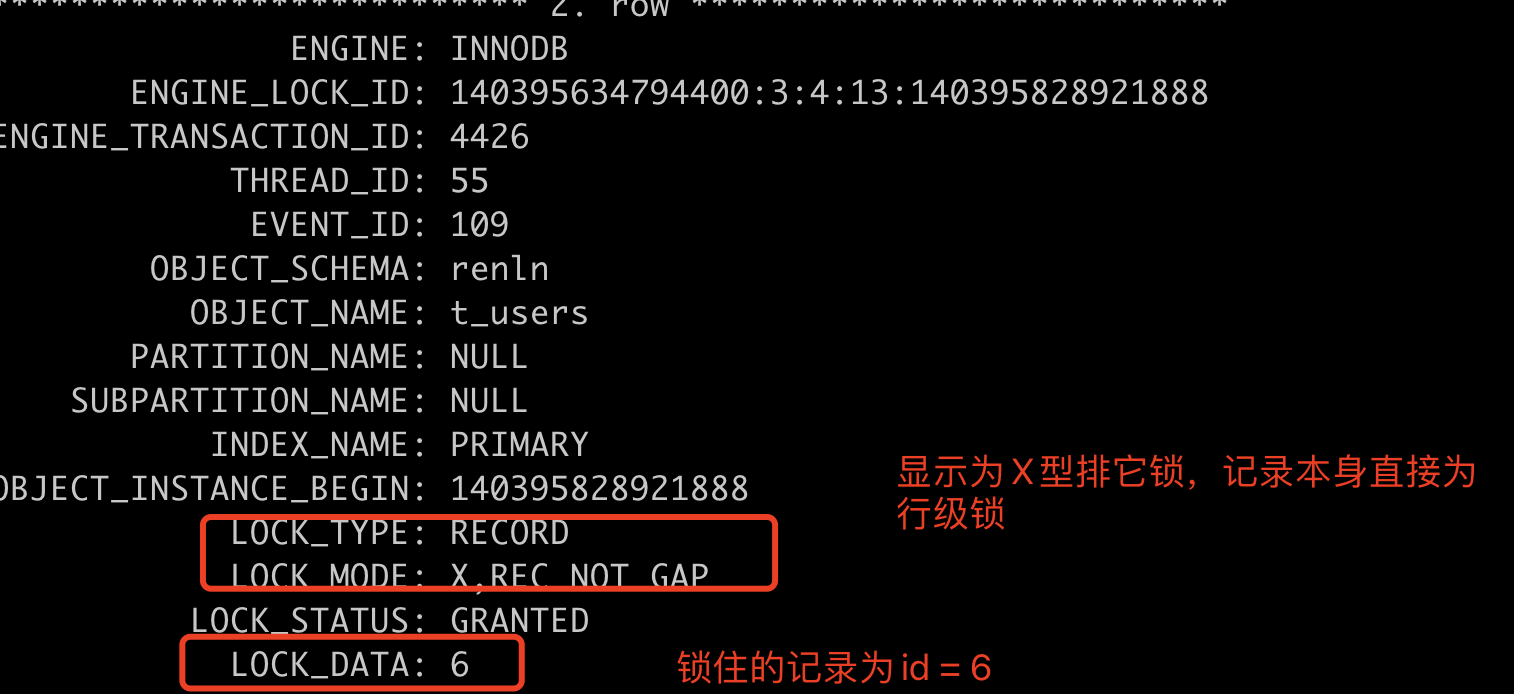 *************************** 2. row ***************************
ENGINE: INNODB
ENGINE_LOCK_ID: 140395634794400:3:4:13:140395828921888
ENGINE_TRANSACTION_ID: 4426
THREAD_ID: 55
EVENT_ID: 109
OBJECT_SCHEMA: renln
OBJECT_NAME: t_users
PARTITION_NAME: NULL
SUBPARTITION_NAME: NULL
INDEX_NAME: PRIMARY
OBJECT_INSTANCE_BEGIN: 140395828921888
显示为X型排它锁，记录本身直接为
行级锁
LOCK_TYPE: RECORD
LOCK_MODE: X,REC_NOT_GAP
LOCK_STATUS: GRANTED
LOCK_DATA: 6
锁住的记录为id = 6